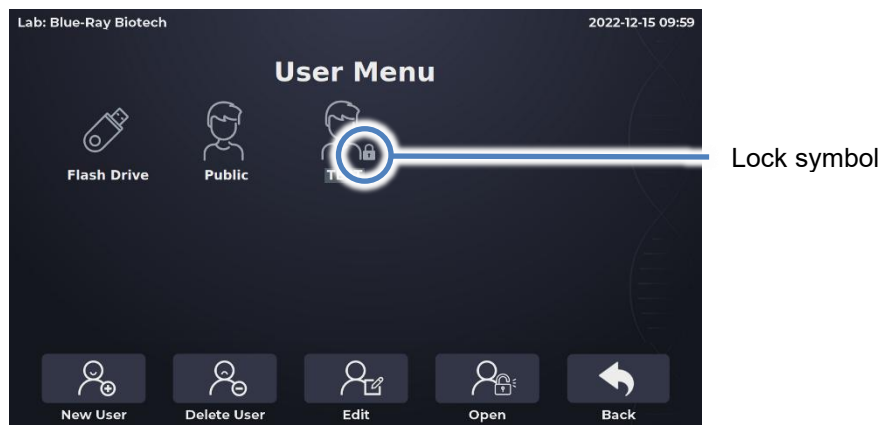 Lab: Blue-Ray Biotech 2022-12-15 09:59
User Menu
Flash Drive Public
Lock symbol
New User Delete User Edit Open Back